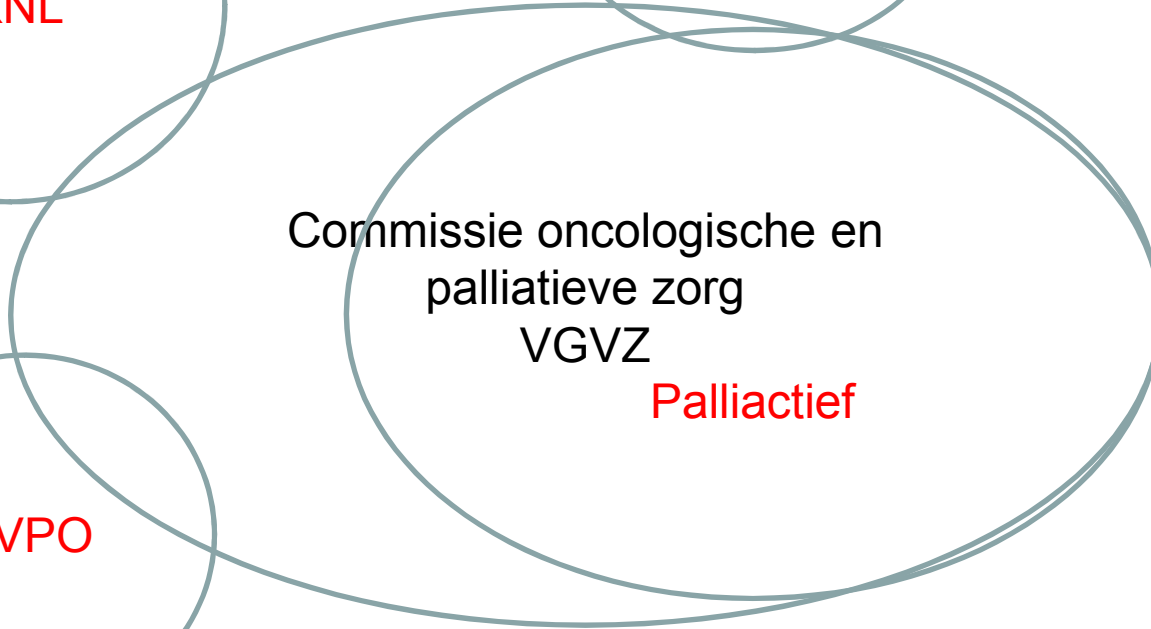 NL
Commissie oncologische en
palliatieve zorg
VGVZ
Palliactief
VPO